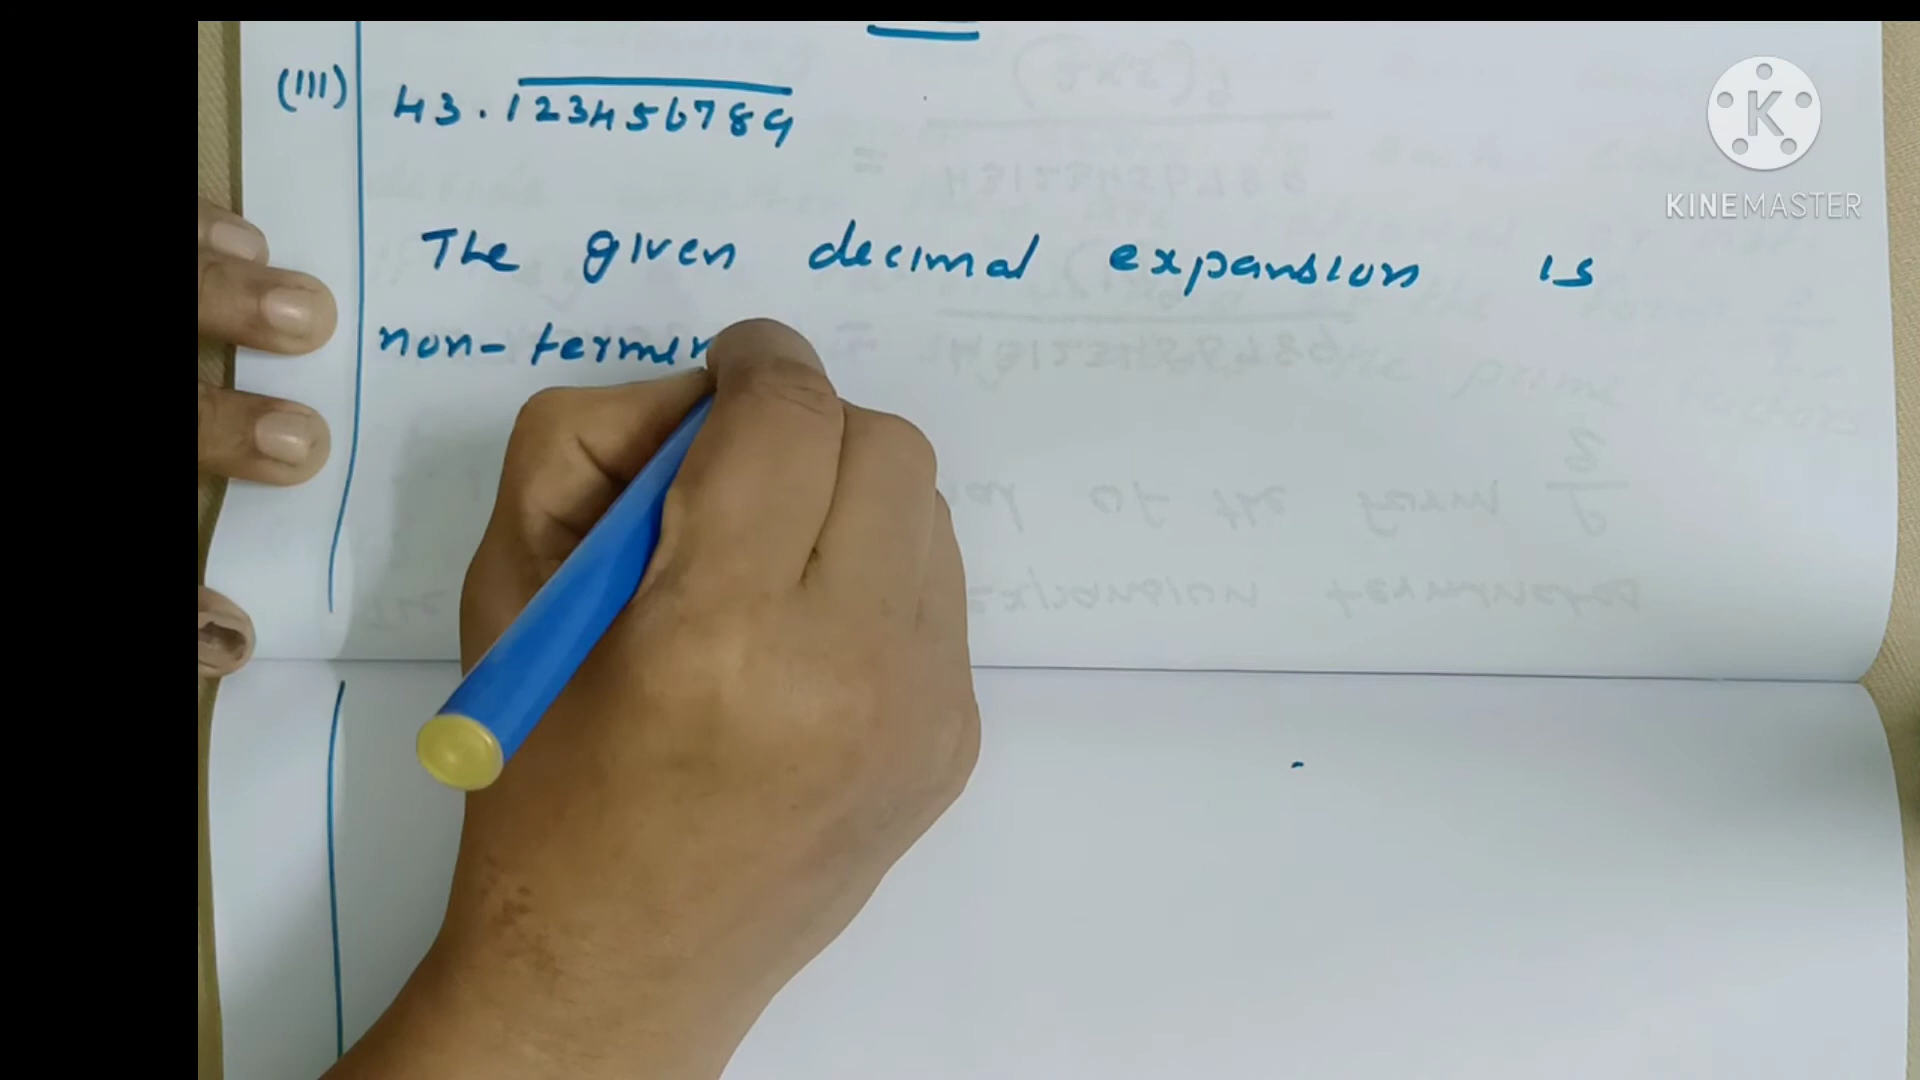 (III) 43.123456789
The given decimal expansion is
non-termin
KINEMASTER